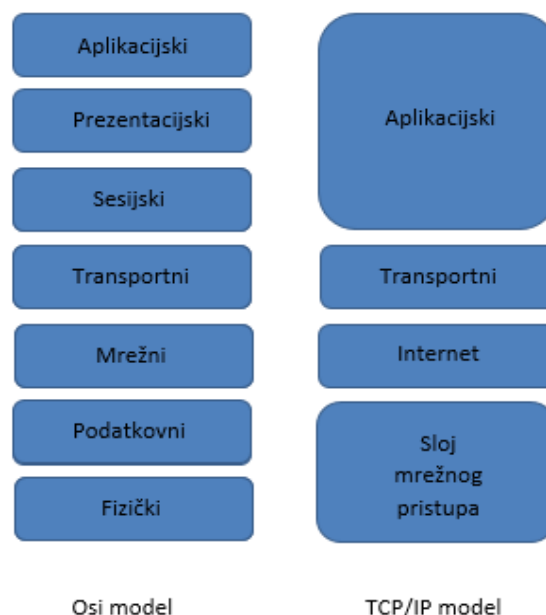 Aplikacijski
Prezentacijski
Sesijski
Transportni
Mrežni
Podatkovni
Fizički
Osi model
Aplikacijski
Transportni
Internet
Sloj
mrežnog
pristupa
TCP/IP model